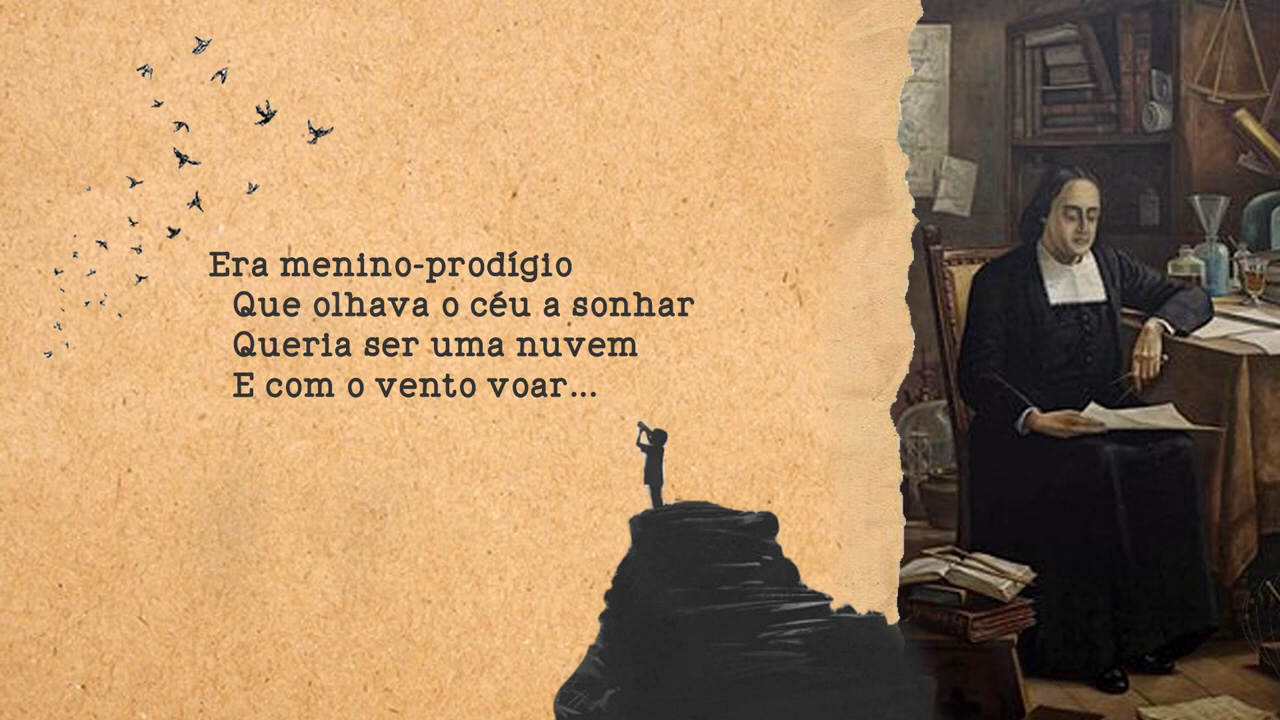 Era menino-prodígio
Que olhava o céu a sonhar
Queria ser uma nuvem
E com o vento voar...